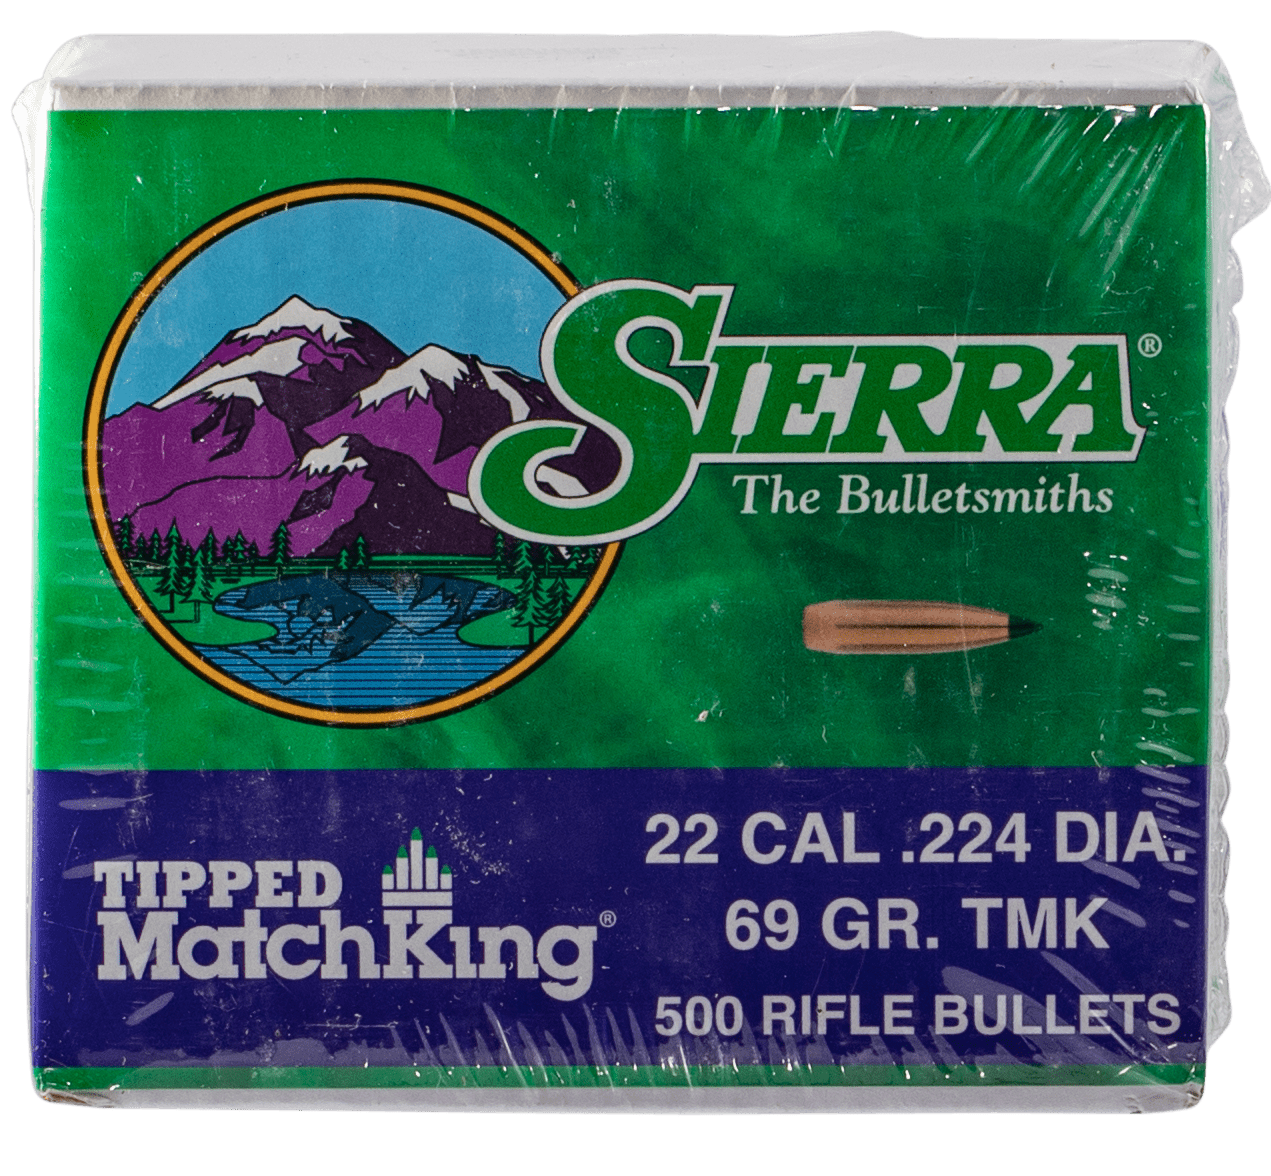 SIERRA®
The Bulletsmiths
TIPPED
MatchKing®
22 CAL .224 DIA.
69 GR. TMK
500 RIFLE BULLETS